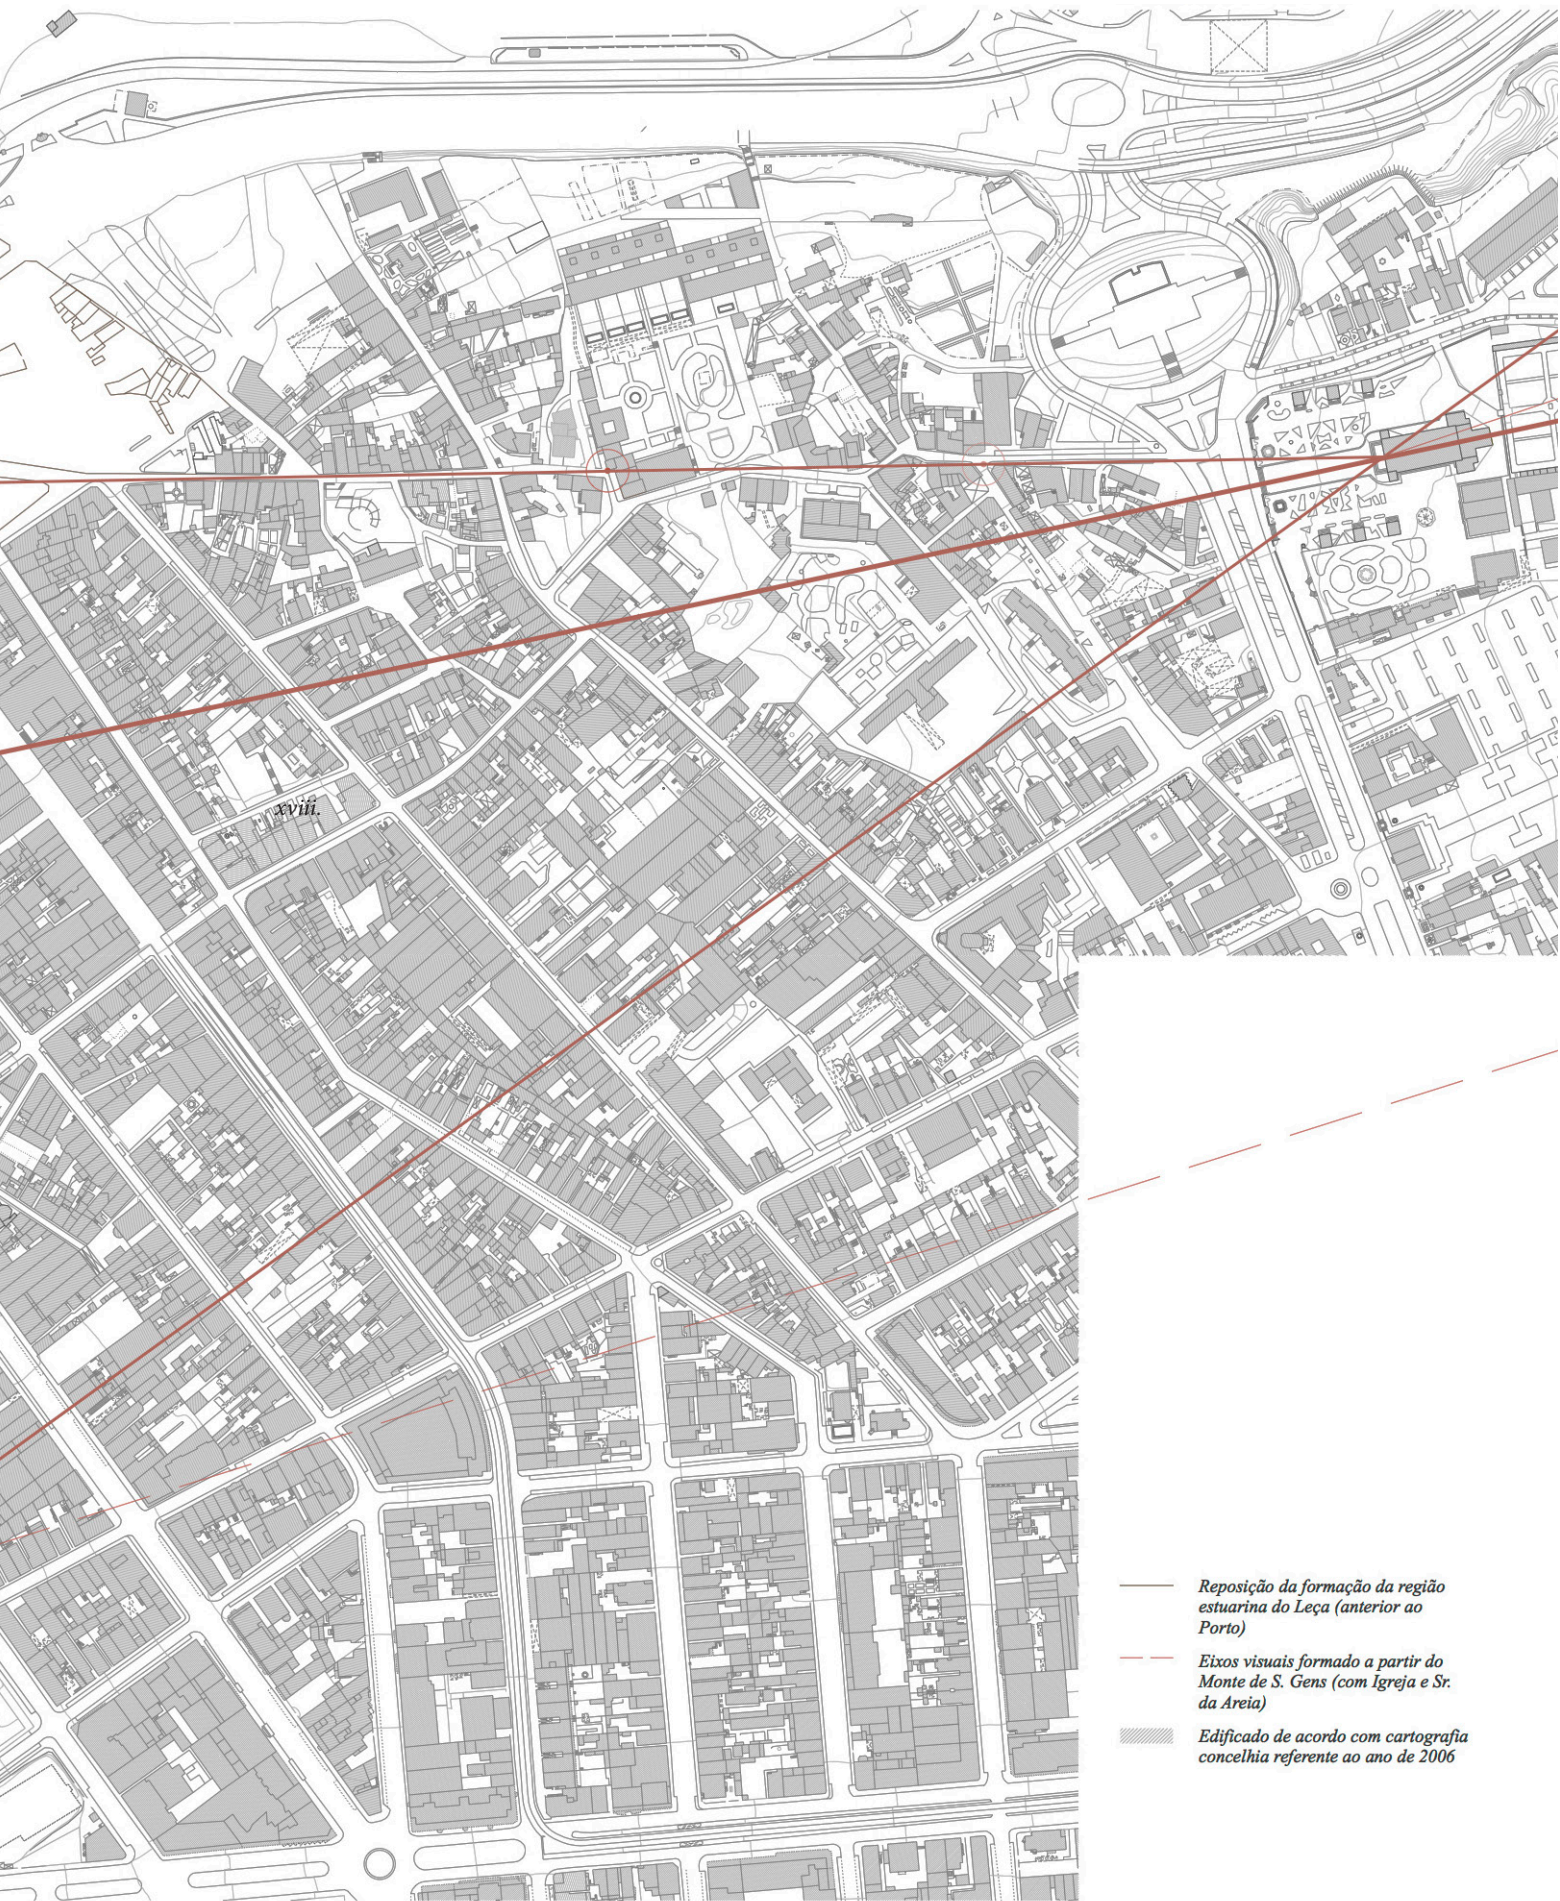 xviii.
Reposição da formação da região
estuarina do Leça (anterior ao
Porto)
Eixos visuais formado a partir do
Monte de S. Gens (com Igreja e Sr.
da Areia)
Edificado de acordo com cartografia
concelhia referente ao ano de 2006